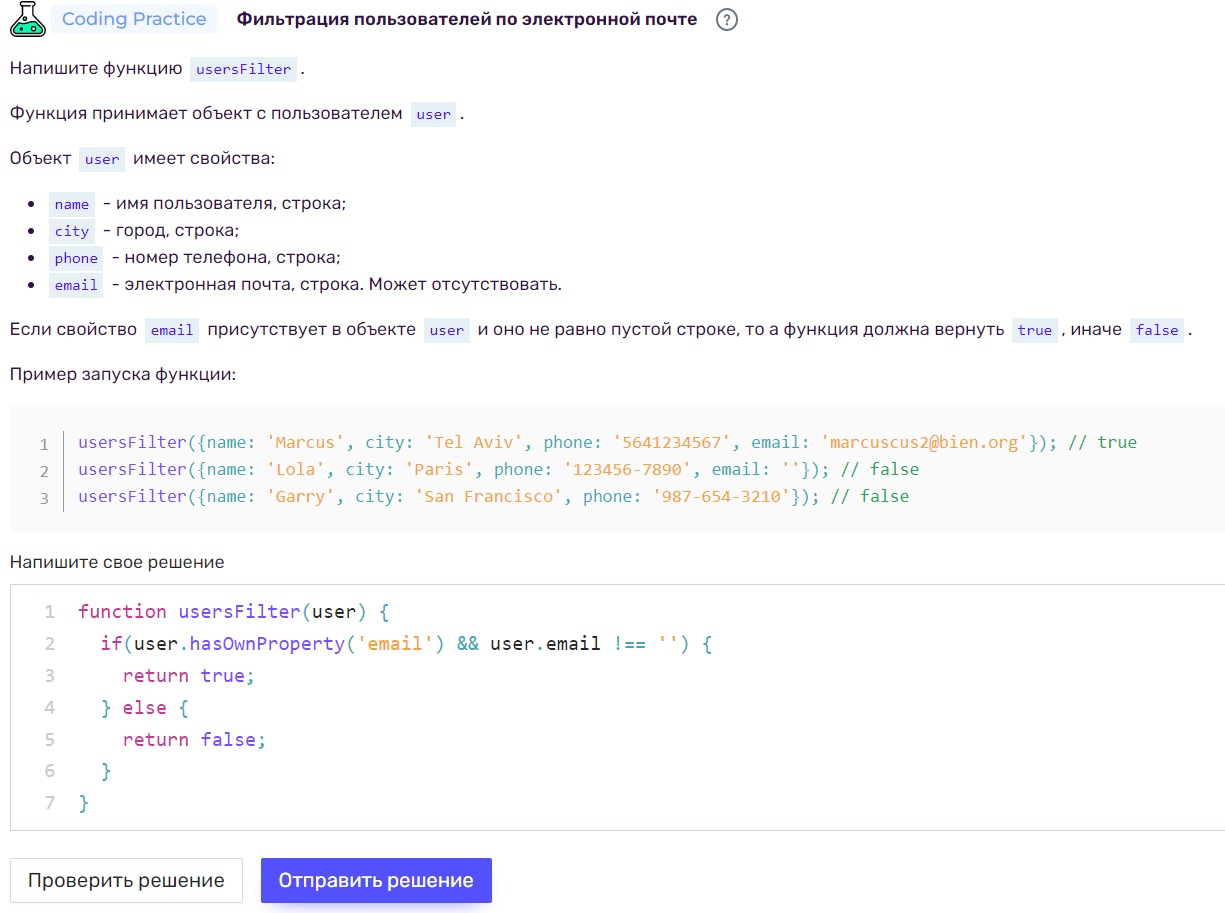 Coding Practice Фильтрация пользователей по электронной почте ?
Напишите функцию usersFilter.
Функция принимает объект с пользователем user.
Объект user имеет свойства:
• name - имя пользователя, строка;
• city - город, строка;
• phone - номер телефона, строка;
• email - электронная почта, строка. Может отсутствовать.
Если свойство email присутствует в объекте user и оно не равно пустой строке, то а функция должна вернуть true, иначе false.
Пример запуска функции:
1 usersFilter({name: 'Marcus', city: 'Tel Aviv', phone: '5641234567', email: 'marcuscus2@bien.org'}); // true
2 usersFilter({name: 'Lola', city: 'Paris', phone: '123456-7890', email: ''}); // false
3 usersFilter({name: 'Garry', city: 'San Francisco', phone: '987-654-3210'}); // false
Напишите свое решение
1 function usersFilter(user) {
2 if(user.hasOwnProperty('email') && user.email !== '') {
3 return true;
4 } else {
5 return false;
6 }
7 }
Проверить решение Отправить решение